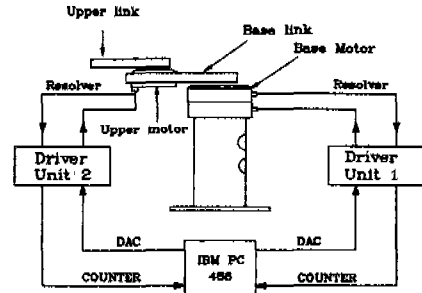 Upper link
Base link
Base Motor
Resolver
Resolver
Upper motor
Driver
Unit 2
Driver
Unit 1
DAC
DAC
IBM PC
486
COUNTER
COUNTER